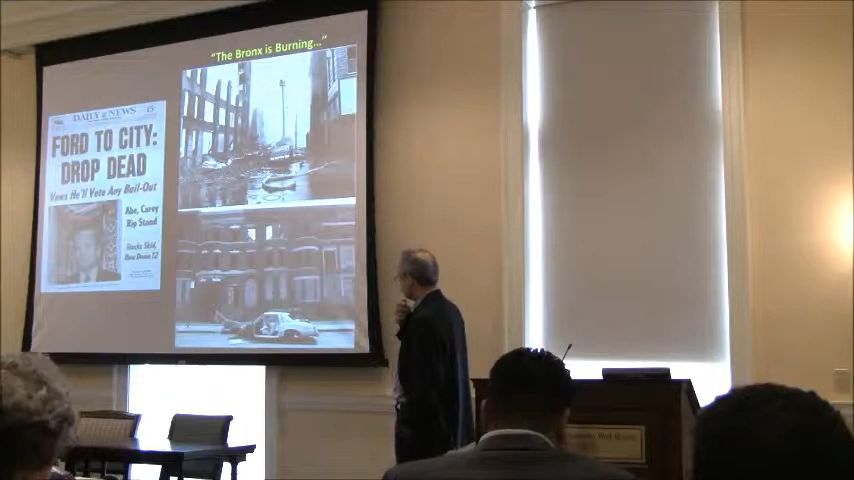 "The Bronx is Burning..."
DAILY NEWS
15
FORD TO CITY:
DROP DEAD
Vows He'll Veto Any Bail-Out
Abe, Carey
Rip Stand
Stocks Skid,
Dow Down 12